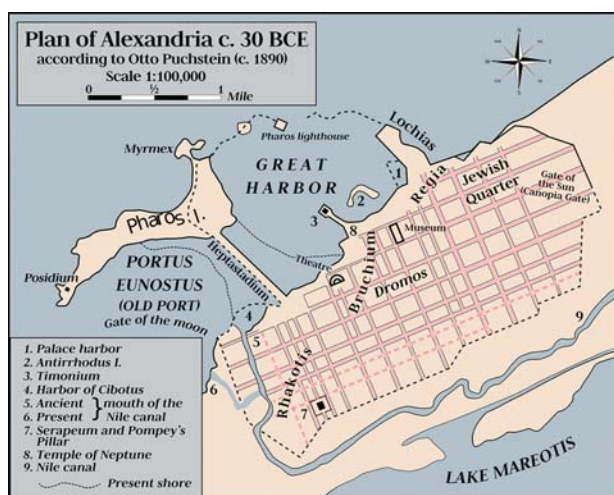 Plan of Alexandria c. 30 BCE
according to Otto Puchstein (c. 1890)
Scale 1:100,000
0 ½ 1
Mile
N
W E
S
Pharos lighthouse
Lochias
Myrmex
GREAT
HARBOR
1
2
3
8
Regia
Jewish
Quarter
Gate of
the Sun
(Canopia Gate)
Museum
Pharos I.
Heptastadium
Theatre
Bruchium
Dromos
Posidium
PORTUS
EUNOSTUS
(OLD PORT)
Gate of the moon
4
5
6
7
9
Rhakotis
LAKE MAREOTIS
1. Palace harbor
2. Antirrhodus I.
3. Timonium
4. Harbor of Cibotus
5. Ancient } mouth of the
6. Present } Nile canal
7. Serapeum and Pompey's
Pillar
8. Temple of Neptune
9. Nile canal
Present shore